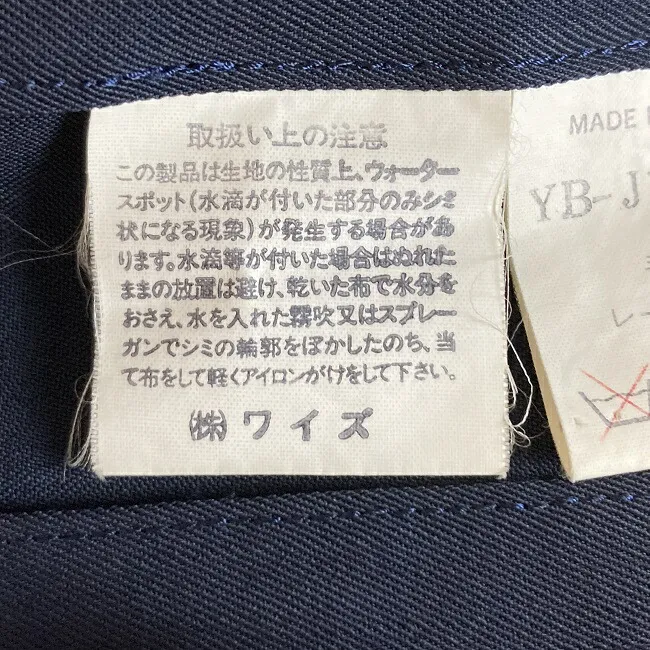 取扱い上の注意
この製品は生地の性質上、ウォーター
スポット(水滴が付いた部分のみシミ
状になる現象)が発生する場合があ
ります。水滴等が付いた場合はぬれた
ままの放置は避け、乾いた布で水分を
おさえ、水を入れた霧吹又はスプレー
ガンでシミの輪郭をぼかしたのち、当
て布をして軽くアイロンがけをして下さい。
(株)ワイズ
MADE
YB-J
レー